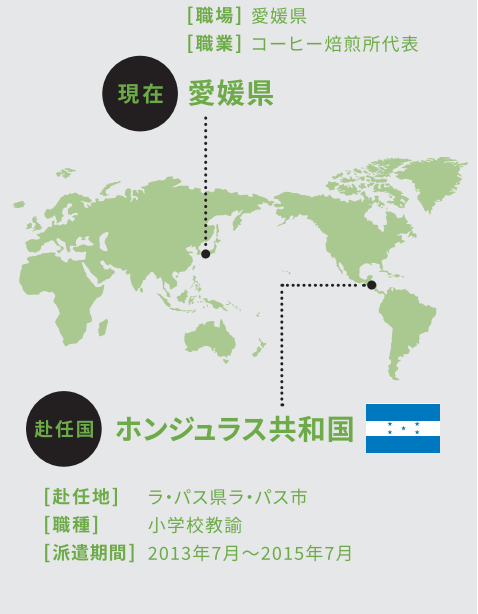 [職場] 愛媛県
[職業] コーヒー焙煎所代表
現在 愛媛県
赴任国 ホンジュラス共和国
[赴任地] ラ・パス県ラ・パス市
[職種] 小学校教諭
[派遣期間] 2013年7月～2015年7月